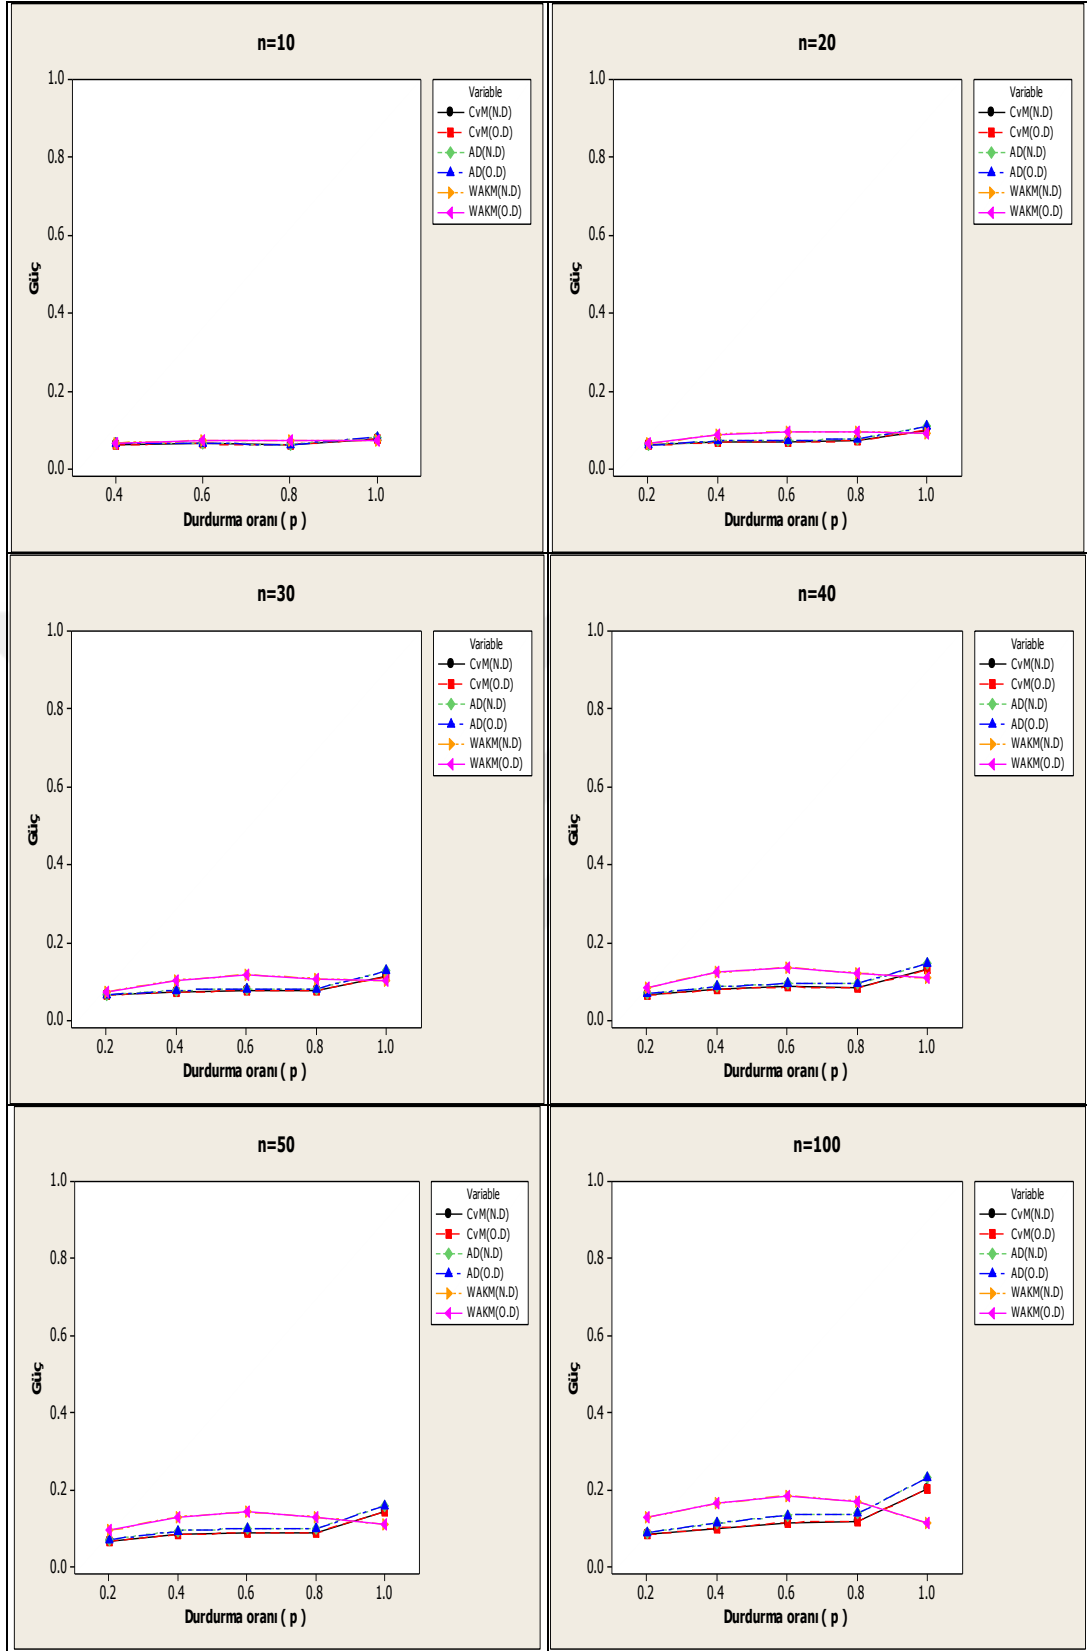 n=10
1.0
0.8
0.6
0.4
0.2
0.0
Güç
0.4 0.6 0.8 1.0
Durdurma oranı ( p )
Variable
CvM(N.D)
CvM(O.D)
AD(N.D)
AD(O.D)
WAKM(N.D)
WAKM(O.D)
n=20
1.0
0.8
0.6
0.4
0.2
0.0
Güç
0.2 0.4 0.6 0.8 1.0
Durdurma oranı ( p )
Variable
CvM(N.D)
CvM(O.D)
AD(N.D)
AD(O.D)
WAKM(N.D)
WAKM(O.D)
n=30
1.0
0.8
0.6
0.4
0.2
0.0
Güç
0.2 0.4 0.6 0.8 1.0
Durdurma oranı ( p )
Variable
CvM(N.D)
CvM(O.D)
AD(N.D)
AD(O.D)
WAKM(N.D)
WAKM(O.D)
n=40
1.0
0.8
0.6
0.4
0.2
0.0
Güç
0.2 0.4 0.6 0.8 1.0
Durdurma oranı ( p )
Variable
CvM(N.D)
CvM(O.D)
AD(N.D)
AD(O.D)
WAKM(N.D)
WAKM(O.D)
n=50
1.0
0.8
0.6
0.4
0.2
0.0
Güç
0.2 0.4 0.6 0.8 1.0
Durdurma oranı ( p )
Variable
CvM(N.D)
CvM(O.D)
AD(N.D)
AD(O.D)
WAKM(N.D)
WAKM(O.D)
n=100
1.0
0.8
0.6
0.4
0.2
0.0
Güç
0.2 0.4 0.6 0.8 1.0
Durdurma oranı ( p )
Variable
CvM(N.D)
CvM(O.D)
AD(N.D)
AD(O.D)
WAKM(N.D)
WAKM(O.D)